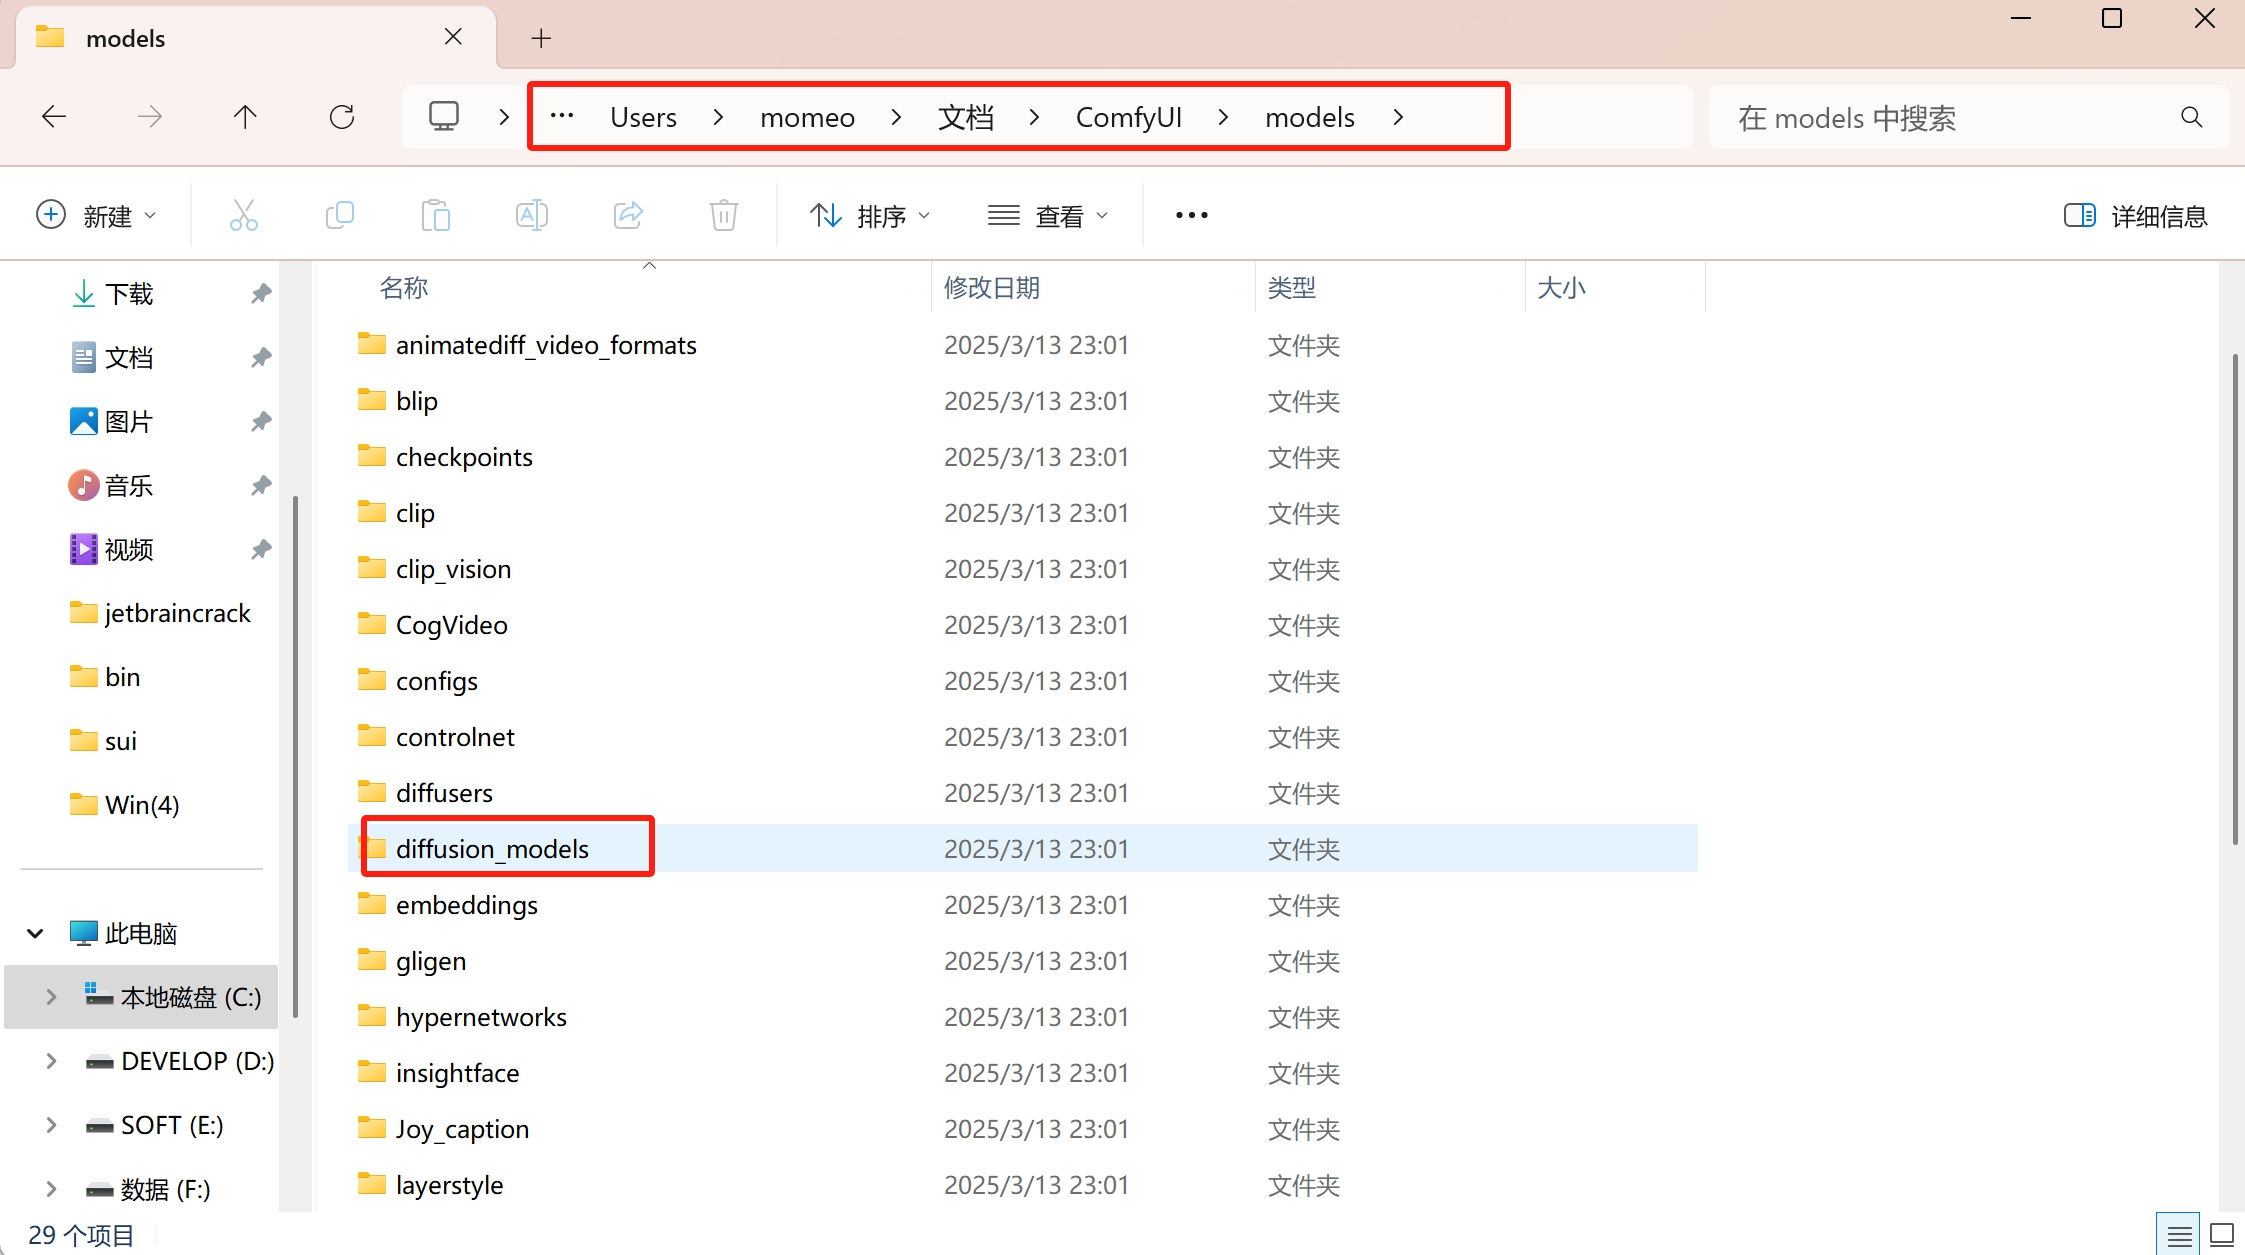 models
Users
momeo
文档
ComfyUI
models
在 models 中搜索
新建
排序
查看
详细信息
下载
文档
图片
音乐
视频
jetbraincrack
bin
sui
Win(4)
此电脑
本地磁盘 (C:)
DEVELOP (D:)
SOFT (E:)
数据 (F:)
名称 修改日期 类型 大小
animatediff_video_formats 2025/3/13 23:01 文件夹
blip 2025/3/13 23:01 文件夹
checkpoints 2025/3/13 23:01 文件夹
clip 2025/3/13 23:01 文件夹
clip_vision 2025/3/13 23:01 文件夹
CogVideo 2025/3/13 23:01 文件夹
configs 2025/3/13 23:01 文件夹
controlnet 2025/3/13 23:01 文件夹
diffusers 2025/3/13 23:01 文件夹
diffusion_models 2025/3/13 23:01 文件夹
embeddings 2025/3/13 23:01 文件夹
gligen 2025/3/13 23:01 文件夹
hypernetworks 2025/3/13 23:01 文件夹
insightface 2025/3/13 23:01 文件夹
Joy_caption 2025/3/13 23:01 文件夹
layerstyle 2025/3/13 23:01 文件夹
29 个项目